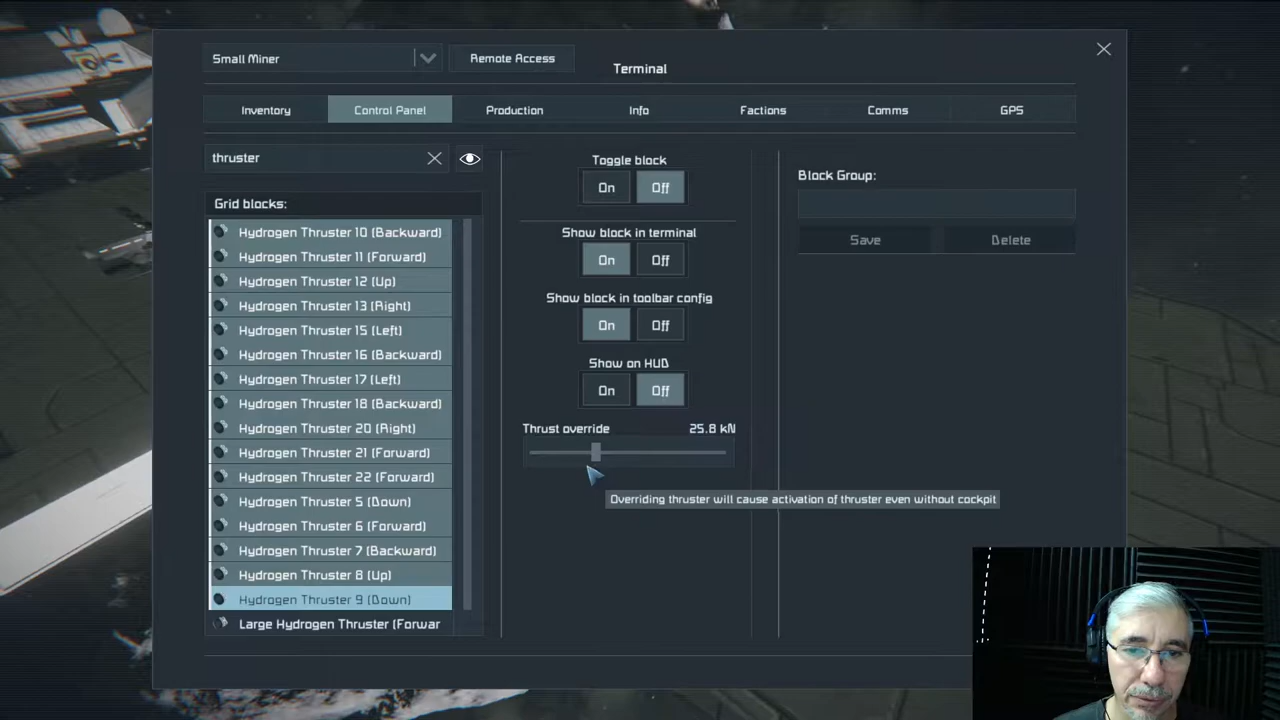 Small Miner
Remote Access
Terminal
Inventory
Control Panel
Production
Info
Factions
Comms
GPS
thruster
Grid blocks:
Hydrogen Thruster 10 (Backward)
Hydrogen Thruster 11 (Forward)
Hydrogen Thruster 12 (Up)
Hydrogen Thruster 13 (Right)
Hydrogen Thruster 15 (Left)
Hydrogen Thruster 16 (Backward)
Hydrogen Thruster 17 (Left)
Hydrogen Thruster 18 (Backward)
Hydrogen Thruster 20 (Right)
Hydrogen Thruster 21 (Forward)
Hydrogen Thruster 22 (Forward)
Hydrogen Thruster 5 (Down)
Hydrogen Thruster 6 (Forward)
Hydrogen Thruster 7 (Backward)
Hydrogen Thruster 8 (Up)
Hydrogen Thruster 9 (Down)
Large Hydrogen Thruster (Forwar
Toggle block
On Off
Show block in terminal
On Off
Show block in toolbar config
On Off
Show on HUD
On Off
Thrust override 25.8 kN
Overriding thruster will cause activation of thruster even without cockpit
Block Group:
Save
Delete